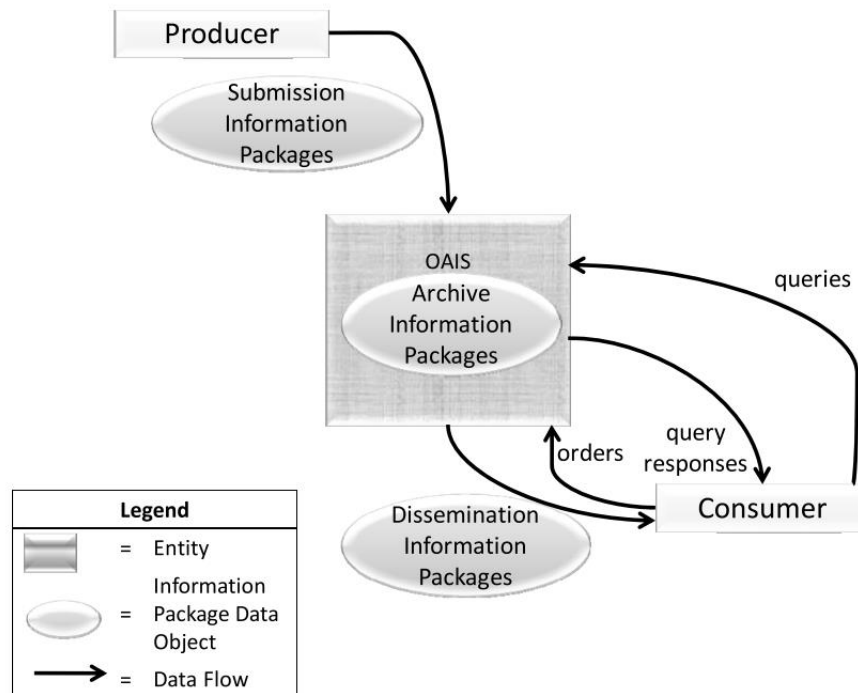 Producer
Submission
Information
Packages
OAIS
Archive
Information
Packages
queries
query
responses
orders
Consumer
Dissemination
Information
Packages
Legend
= Entity
Information
= Package Data
Object
= Data Flow